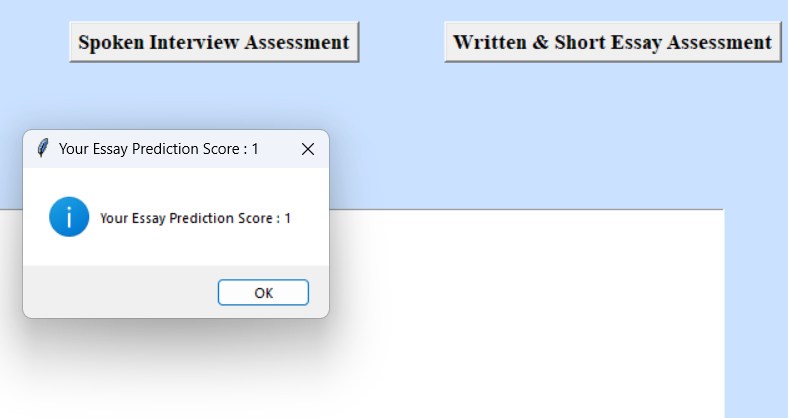 Spoken Interview Assessment
Written & Short Essay Assessment
Your Essay Prediction Score : 1
Your Essay Prediction Score : 1
OK